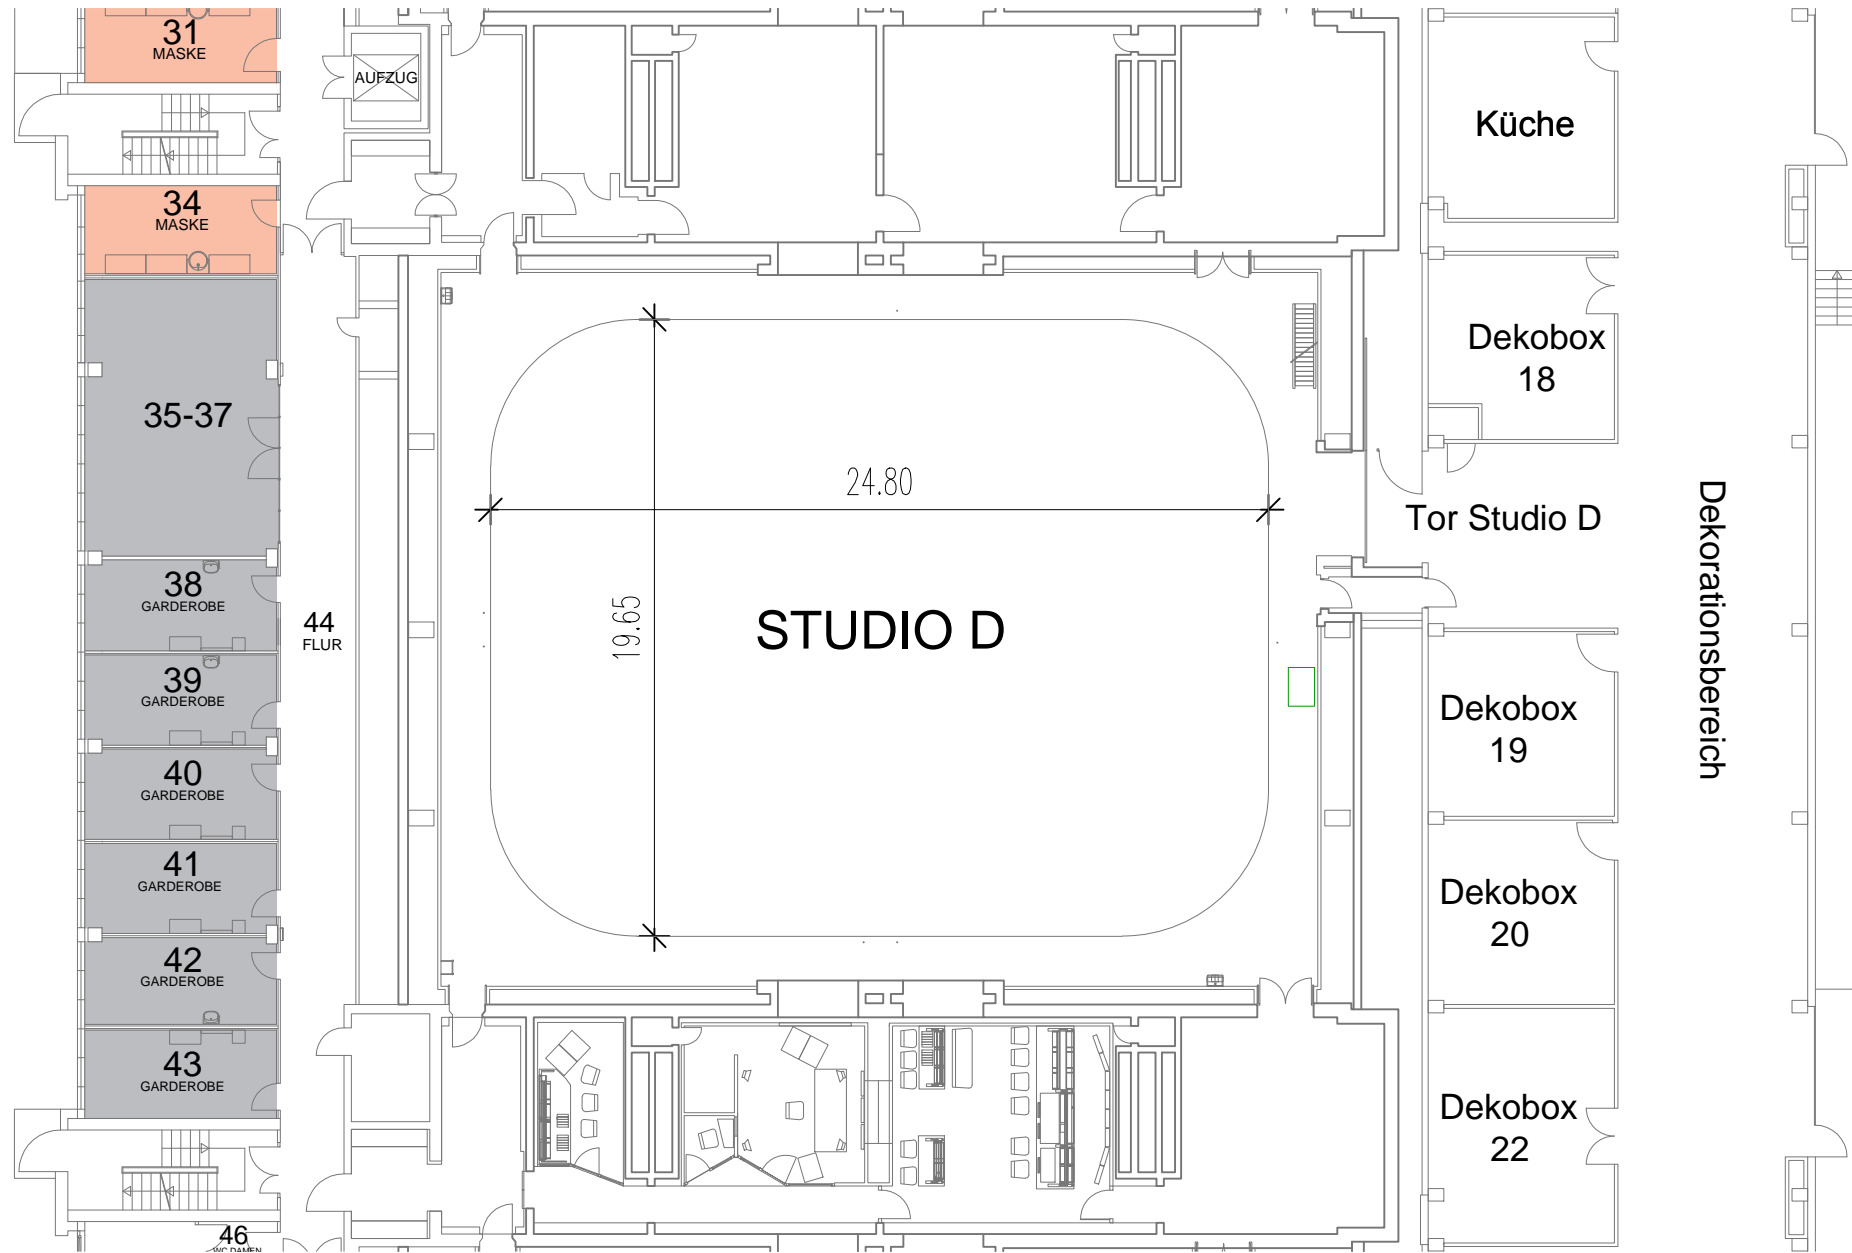 31
MASKE
AUFZUG
Küche
34
MASKE
Dekobox
18
35-37
24.80
Tor Studio D
Dekorationsbereich
38
GARDEROBE
44
FLUR
19.65
STUDIO D
39
GARDEROBE
Dekobox
19
40
GARDEROBE
41
GARDEROBE
Dekobox
20
42
GARDEROBE
43
GARDEROBE
Dekobox
22
46
WC DAMEN